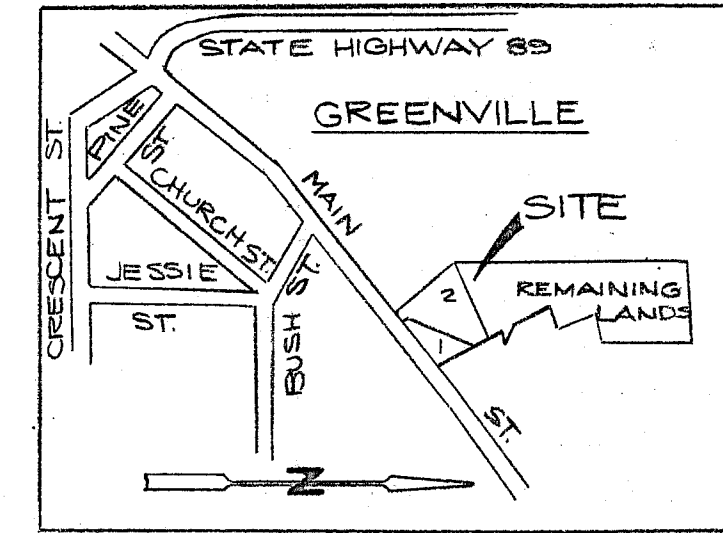 STATE HIGHWAY 89
GREENVILLE
CRESCENT ST.
PINE
ST.
CHURCH ST.
MAIN
SITE
JESSIE
ST.
BUSH ST.
2
REMAINING
LANDS
1
ST.
N